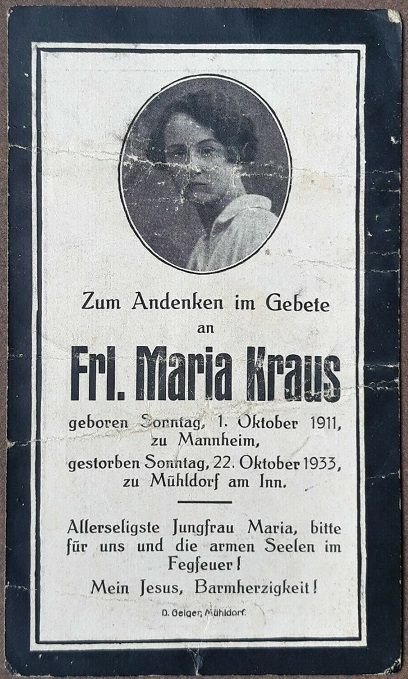 Zum Andenken im Gebete
an
Frl. Maria Kraus
geboren Sonntag, 1. Oktober 1911,
zu Mannheim,
gestorben Sonntag, 22. Oktober 1933,
zu Mühldorf am Inn.
Allerseligste Jungfrau Maria, bitte
für uns und die armen Seelen im
Fegfeuer!
Mein Jesus, Barmherzigkeit!
D. Geiger, Mühldorf.